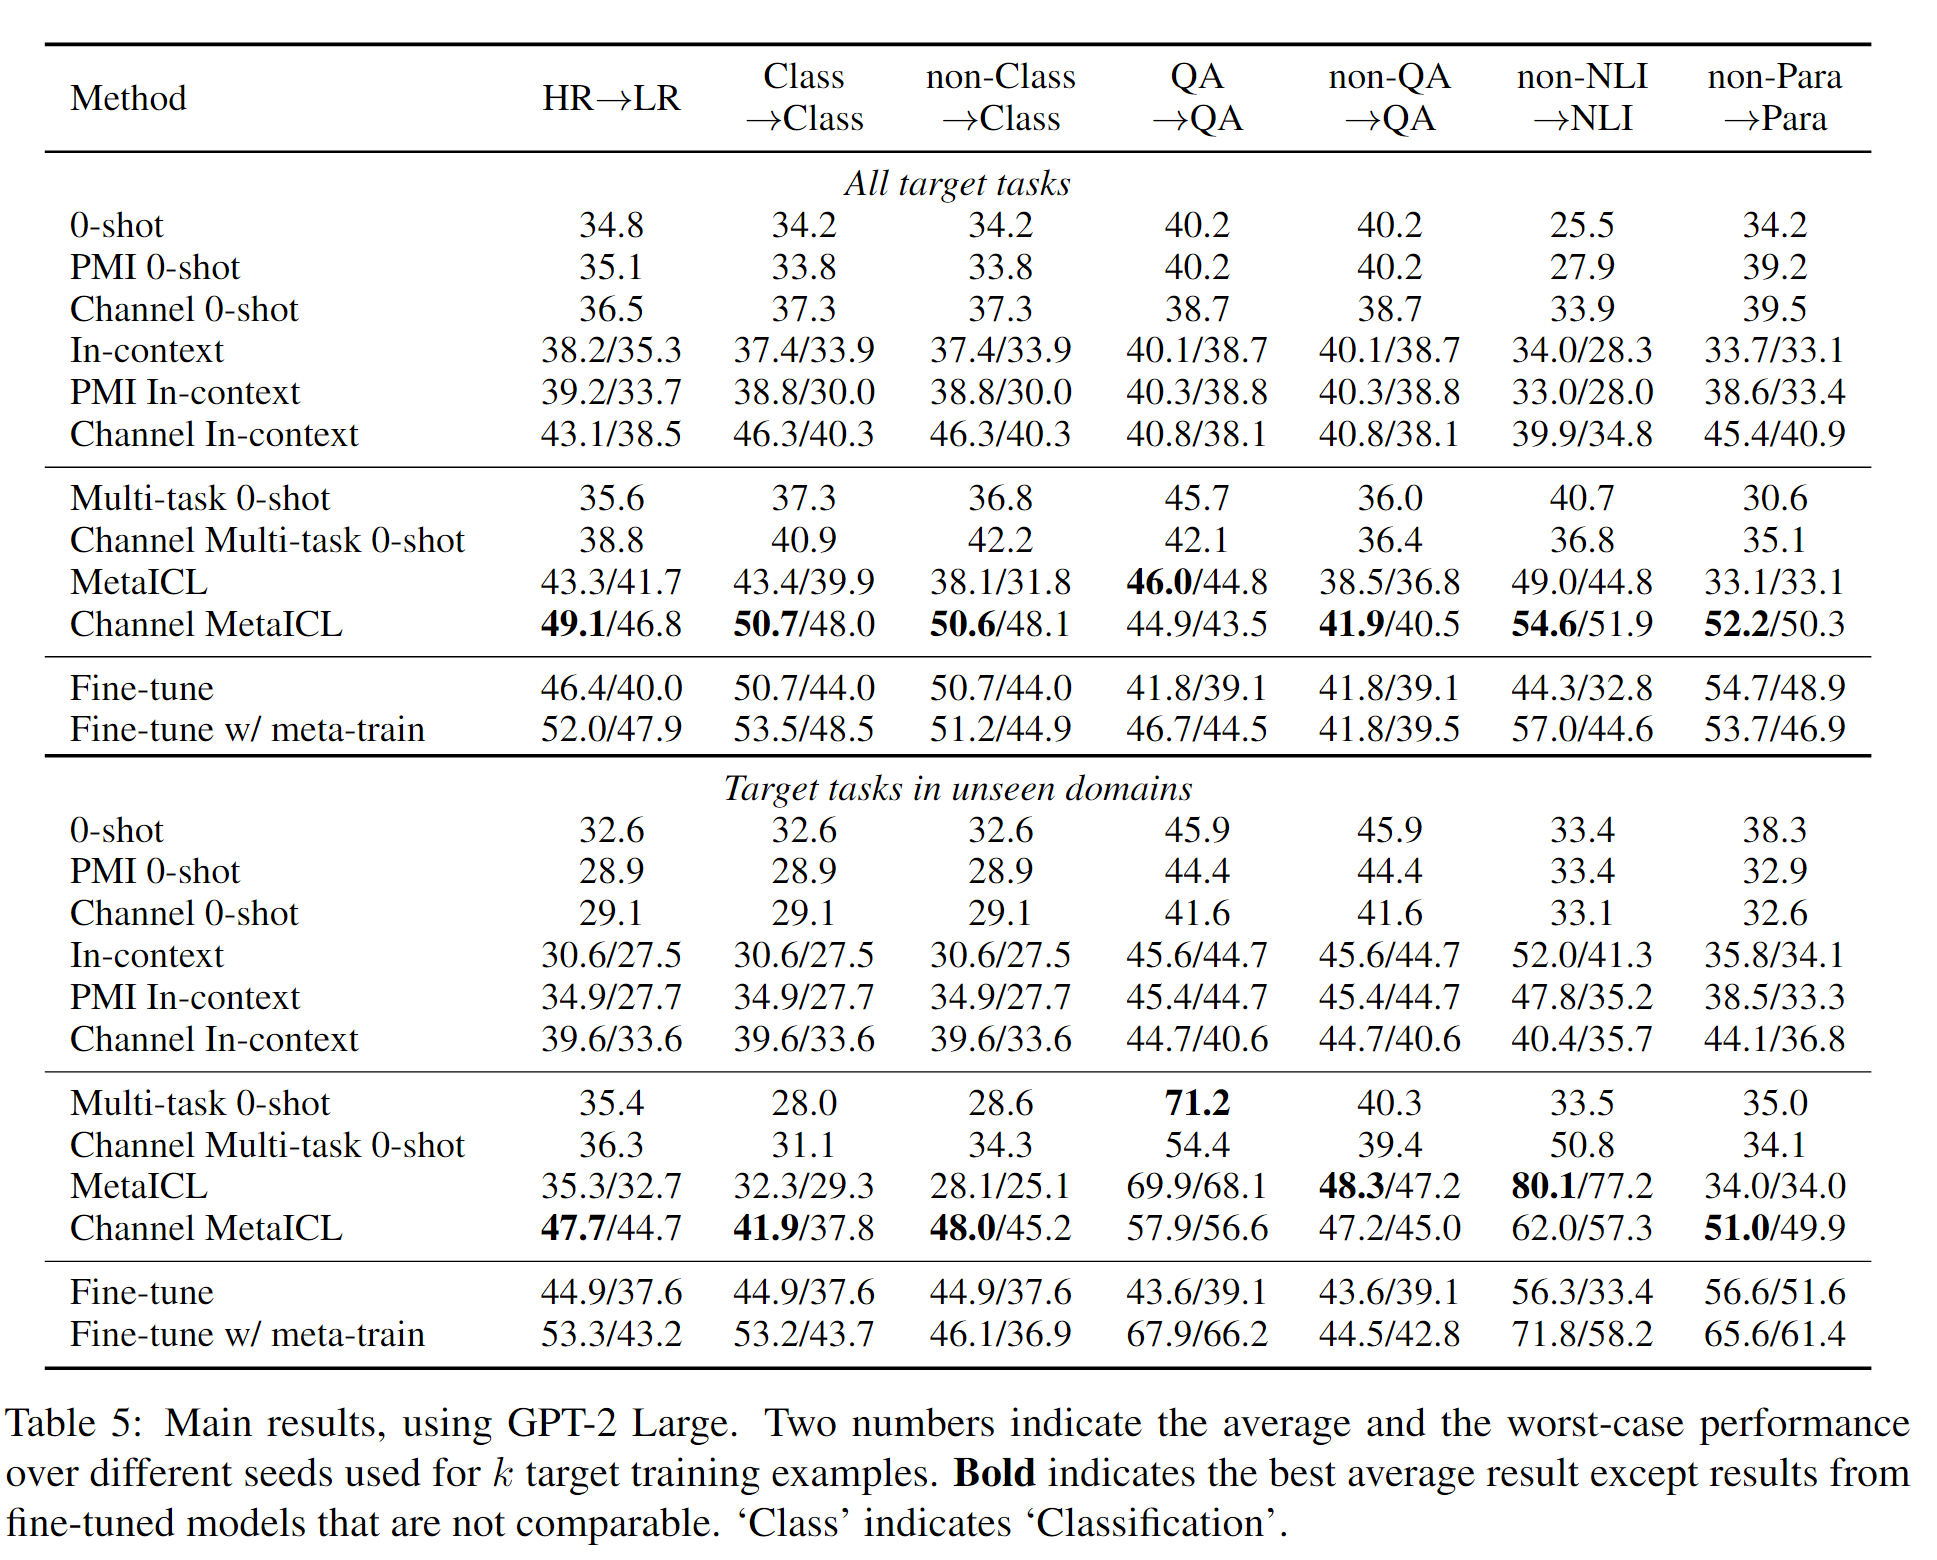 Method HR→LR Class →Class non-Class →Class QA →QA non-QA →QA non-NLI →NLI non-Para →Para
All target tasks
0-shot 34.8 34.2 34.2 40.2 40.2 25.5 34.2
PMI 0-shot 35.1 33.8 33.8 40.2 40.2 27.9 39.2
Channel 0-shot 36.5 37.3 37.3 38.7 38.7 33.9 39.5
In-context 38.2/35.3 37.4/33.9 37.4/33.9 40.1/38.7 40.1/38.7 34.0/28.3 33.7/33.1
PMI In-context 39.2/33.7 38.8/30.0 38.8/30.0 40.3/38.8 40.3/38.8 33.0/28.0 38.6/33.4
Channel In-context 43.1/38.5 46.3/40.3 46.3/40.3 40.8/38.1 40.8/38.1 39.9/34.8 45.4/40.9
Multi-task 0-shot 35.6 37.3 36.8 45.7 36.0 40.7 30.6
Channel Multi-task 0-shot 38.8 40.9 42.2 42.1 36.4 36.8 35.1
MetaICL 43.3/41.7 43.4/39.9 38.1/31.8 46.0/44.8 38.5/36.8 49.0/44.8 33.1/33.1
Channel MetaICL 49.1/46.8 50.7/48.0 50.6/48.1 44.9/43.5 41.9/40.5 54.6/51.9 52.2/50.3
Fine-tune 46.4/40.0 50.7/44.0 50.7/44.0 41.8/39.1 41.8/39.1 44.3/32.8 54.7/48.9
Fine-tune w/ meta-train 52.0/47.9 53.5/48.5 51.2/44.9 46.7/44.5 41.8/39.5 57.0/44.6 53.7/46.9
Target tasks in unseen domains
0-shot 32.6 32.6 32.6 45.9 45.9 33.4 38.3
PMI 0-shot 28.9 28.9 28.9 44.4 44.4 33.4 32.9
Channel 0-shot 29.1 29.1 29.1 41.6 41.6 33.1 32.6
In-context 30.6/27.5 30.6/27.5 30.6/27.5 45.6/44.7 45.6/44.7 52.0/41.3 35.8/34.1
PMI In-context 34.9/27.7 34.9/27.7 34.9/27.7 45.4/44.7 45.4/44.7 47.8/35.2 38.5/33.3
Channel In-context 39.6/33.6 39.6/33.6 39.6/33.6 44.7/40.6 44.7/40.6 40.4/35.7 44.1/36.8
Multi-task 0-shot 35.4 28.0 28.6 71.2 40.3 33.5 35.0
Channel Multi-task 0-shot 36.3 31.1 34.3 54.4 39.4 50.8 34.1
MetaICL 35.3/32.7 32.3/29.3 28.1/25.1 69.9/68.1 48.3/47.2 80.1/77.2 34.0/34.0
Channel MetaICL 47.7/44.7 41.9/37.8 48.0/45.2 57.9/56.6 47.2/45.0 62.0/57.3 51.0/49.9
Fine-tune 44.9/37.6 44.9/37.6 44.9/37.6 43.6/39.1 43.6/39.1 56.3/33.4 56.6/51.6
Fine-tune w/ meta-train 53.3/43.2 53.2/43.7 46.1/36.9 67.9/66.2 44.5/42.8 71.8/58.2 65.6/61.4
Table 5: Main results, using GPT-2 Large. Two numbers indicate the average and the worst-case performance
over different seeds used for k target training examples. Bold indicates the best average result except results from
fine-tuned models that are not comparable. ‘Class’ indicates ‘Classification’.